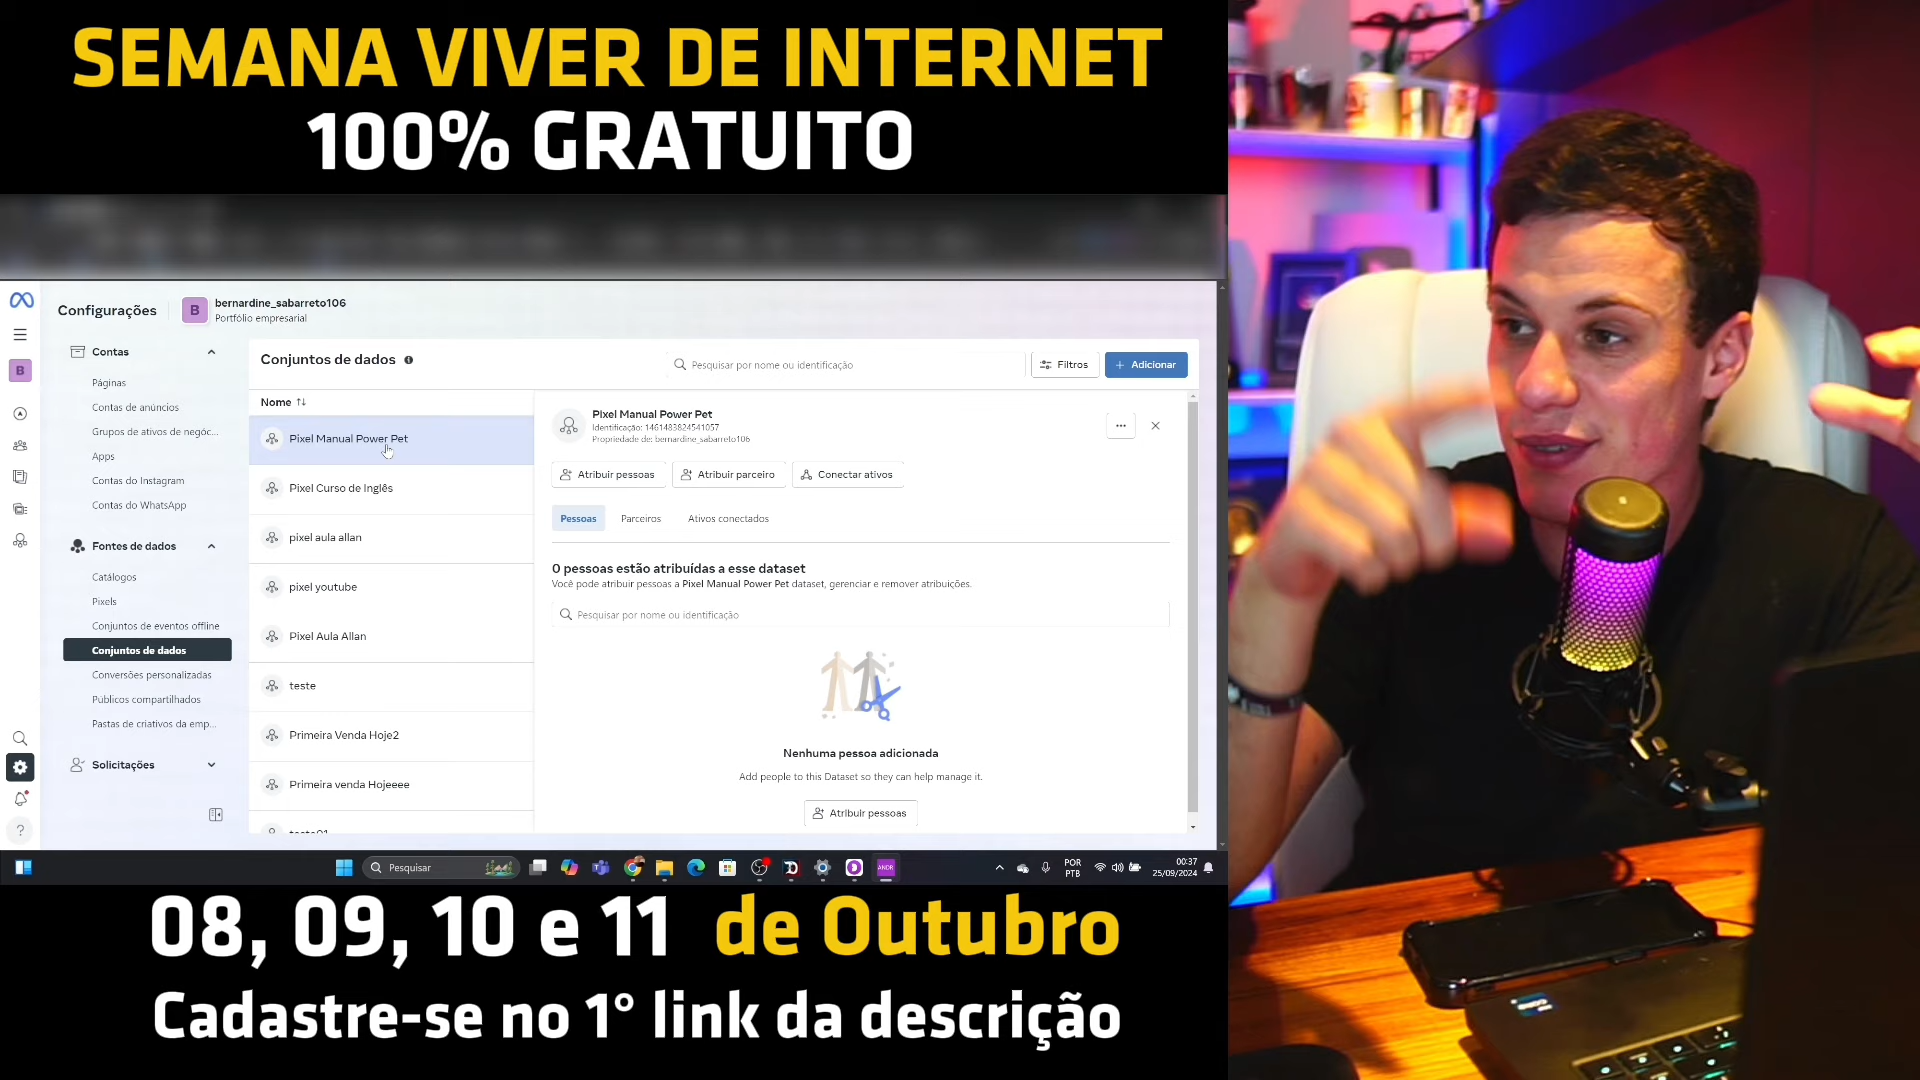 SEMANA VIVER DE INTERNET
100% GRATUITO
Configurações
B
bernardine_sabarreto106
Portfólio empresarial
B
Contas
Páginas
Contas de anúncios
Grupos de ativos de negóc...
Apps
Contas do Instagram
Contas do WhatsApp
Fontes de dados
Catálogos
Pixels
Conjuntos de eventos offline
Conjuntos de dados
Conversões personalizadas
Públicos compartilhados
Pastas de criativos da emp...
Solicitações
Conjuntos de dados
Pesquisar por nome ou identificação
Filtros
+ Adicionar
Nome
Pixel Manual Power Pet
Pixel Curso de Inglês
pixel aula allan
pixel youtube
Pixel Aula Allan
teste
Primeira Venda Hoje2
Primeira venda Hojeeee
teste01
Pixel Manual Power Pet
Identificação: 1461483824541057
Propriedade de: bernardine_sabarreto106
...
Atribuir pessoas
Atribuir parceiro
Conectar ativos
Pessoas
Parceiros
Ativos conectados
0 pessoas estão atribuídas a esse dataset
Você pode atribuir pessoas a Pixel Manual Power Pet dataset, gerenciar e remover atribuições.
Pesquisar por nome ou identificação
Nenhuma pessoa adicionada
Add people to this Dataset so they can help manage it.
Atribuir pessoas
Pesquisar
ANDR
POR
PTB
00:37
25/09/2024
08, 09, 10 e 11 de Outubro
Cadastre-se no 1° link da descrição